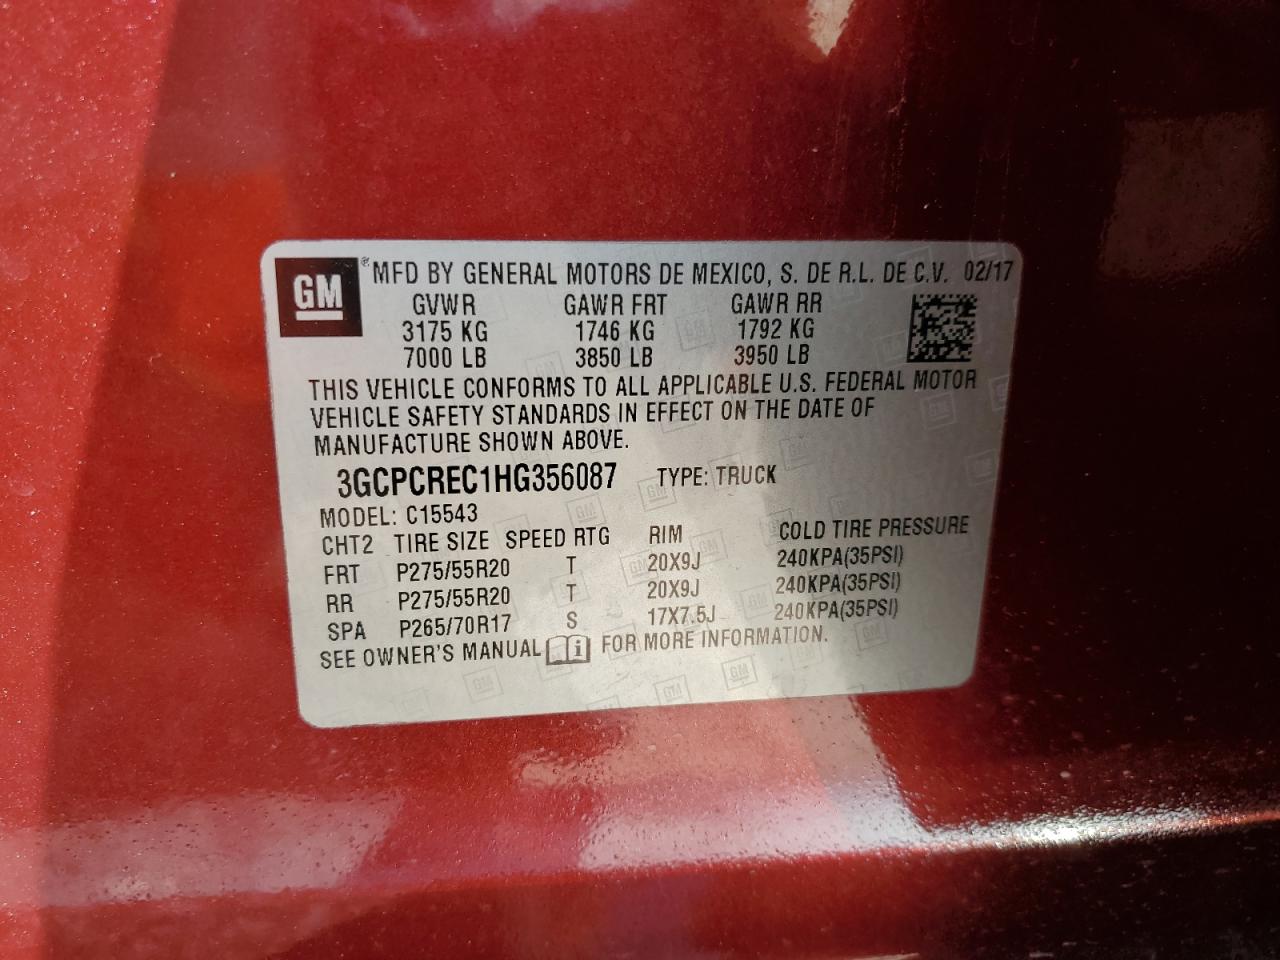 GM ® MFD BY GENERAL MOTORS DE MEXICO, S. DE R.L. DE C.V. 02/17
GVWR GAWR FRT GAWR RR
3175 KG 1746 KG 1792 KG
7000 LB 3850 LB 3950 LB
THIS VEHICLE CONFORMS TO ALL APPLICABLE U.S. FEDERAL MOTOR
VEHICLE SAFETY STANDARDS IN EFFECT ON THE DATE OF
MANUFACTURE SHOWN ABOVE.
3GCPCREC1HG356087 TYPE: TRUCK
MODEL: C15543
CHT2 TIRE SIZE SPEED RTG RIM COLD TIRE PRESSURE
FRT P275/55R20 T 20X9J 240KPA(35PSI)
RR P275/55R20 T 20X9J 240KPA(35PSI)
SPA P265/70R17 S 17X7.5J 240KPA(35PSI)
SEE OWNER'S MANUAL i FOR MORE INFORMATION.